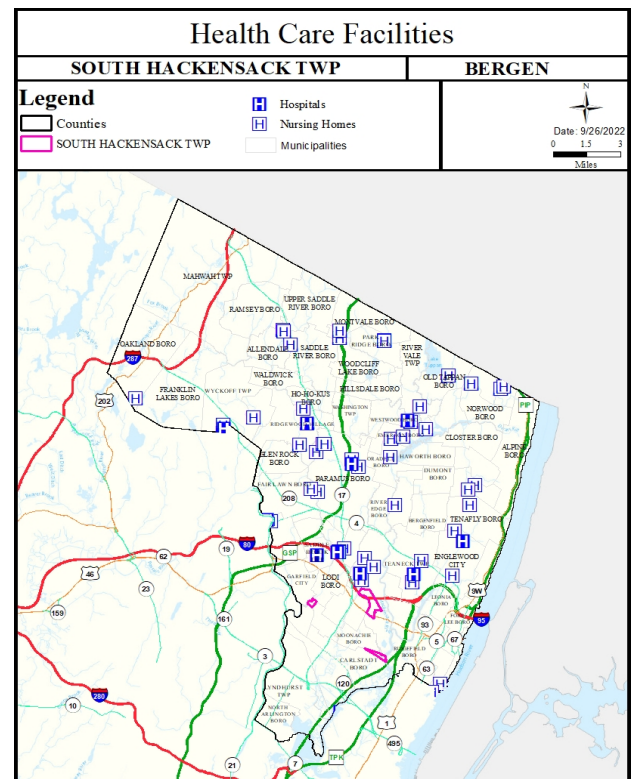 Health Care Facilities
SOUTH HACKENSACK TWP
BERGEN
Legend
Counties
SOUTH HACKENSACK TWP
Hospitals
Nursing Homes
Municipalities
N
Date: 9/26/2022
0 1.5 3
Miles
MAHWAH TWP
UPPER SADDLE
RIVER BORO
RAMSEY BORO
MONTVALE BORO
OAKLAND BORO
ALLENDALE
BORO
SADDLE
RIVER BORO
PARK
RIDGE BORO
RIVER
VALE
TWP
287
WOODCLIFF
LAKE BORO
WALDWICK
BORO
OLD TAPPAN
BORO
FRANKLIN
LAKES BORO
WYCKOFF TWP
HILLSDALE BORO
HO-HO-KUS
BORO
202
WASHINGTON
TWP
NORWOOD
BORO
PIP
RIDGEWOOD VILLAGE
WESTWOOD
CLOSTER BORO
ALPINE
BORO
GLEN ROCK
BORO
ORADELL
BORO
HAWORTH BORO
PARAMUS BORO
DUMONT
BORO
FAIR LAWN BORO
208
17
RIVER
EDGE
BORO
4
BERGENFIELD
BORO
TENAFLY BORO
19
80
62
GSP
ENGLEWOOD
CITY
46
GARFIELD
CITY
LODI
BORO
TEANECK TWP
23
9W
LEONIA
BORO
159
161
93
FORT
LEE BORO
95
MOONACHIE
BORO
5
67
3
CARLSTADT
BORO
RIDGEFIELD
BORO
63
280
LYNDHURST
TWP
120
10
NORTH
ARLINGTON
BORO
1
495
21
7
TPK